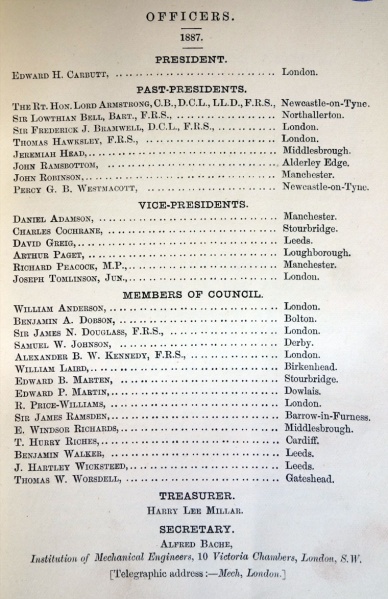 OFFICERS.
1887.
PRESIDENT.
EDWARD H. CARBUTT, London.
PAST-PRESIDENTS.
THE RT. HON. LORD ARMSTRONG, C.B., D.C.L., LL.D., F.R.S., Newcastle-on-Tyne.
SIR LOWTHIAN BELL, BART., F.R.S., Northallerton.
SIR FREDERICK J. BRAMWELL, D.C.L., F.R.S., London.
THOMAS HAWKSLEY, F.R.S., London.
JEREMIAH HEAD, Middlesbrough.
JOHN RAMSBOTTOM, Alderley Edge.
JOHN ROBINSON, Manchester.
PERCY G. B. WESTMACOTT, Newcastle-on-Tyne.
VICE-PRESIDENTS.
DANIEL ADAMSON, Manchester.
CHARLES COCHRANE, Stourbridge.
DAVID GREIG, Leeds.
ARTHUR PAGET, Loughborough.
RICHARD PEACOCK, M.P., Manchester.
JOSEPH TOMLINSON, JUN., London.
MEMBERS OF COUNCIL.
WILLIAM ANDERSON, London.
BENJAMIN A. DOBSON, Bolton.
SIR JAMES N. DOUGLASS, F.R.S., London.
SAMUEL W. JOHNSON, Derby.
ALEXANDER B. W. KENNEDY, F.R.S., London.
WILLIAM LAIRD, Birkenhead.
EDWARD B. MARTEN, Stourbridge.
EDWARD P. MARTIN, Dowlais.
R. PRICE-WILLIAMS, London.
SIR JAMES RAMSDEN, Barrow-in-Furness.
E. WINDSOR RICHARDS, Middlesbrough.
T. HURRY RICHES, Cardiff.
BENJAMIN WALKER, Leeds.
J. HARTLEY WICKSTEED, Leeds.
THOMAS W. WORSDELL, Gateshead.
TREASURER.
HARRY LEE MILLAR.
SECRETARY.
ALFRED BACHE,
Institution of Mechanical Engineers, 10 Victoria Chambers, London, S.W.
[Telegraphic address:—Mech, London.]